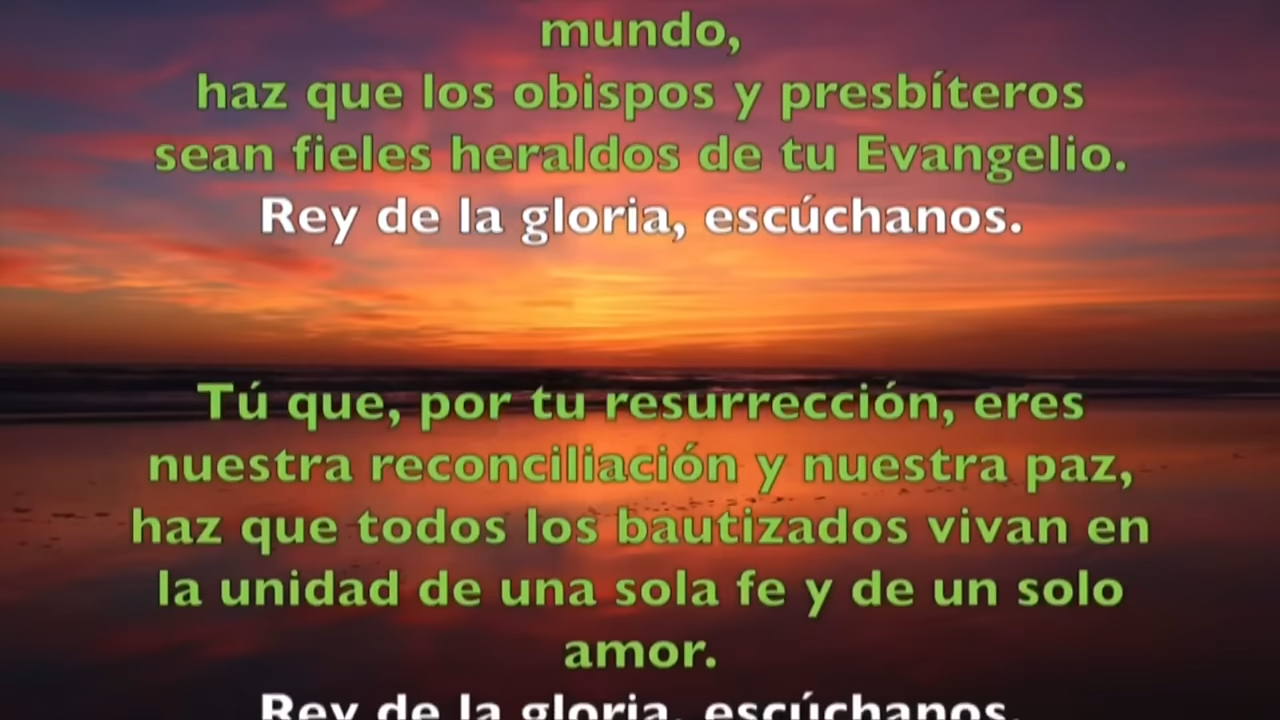 mundo,
haz que los obispos y presbíteros
sean fieles heraldos de tu Evangelio.
Rey de la gloria, escúchanos.
Tú que, por tu resurrección, eres
nuestra reconciliación y nuestra paz,
haz que todos los bautizados vivan en
la unidad de una sola fe y de un solo
amor.
Rey de la gloria, escúchanos.